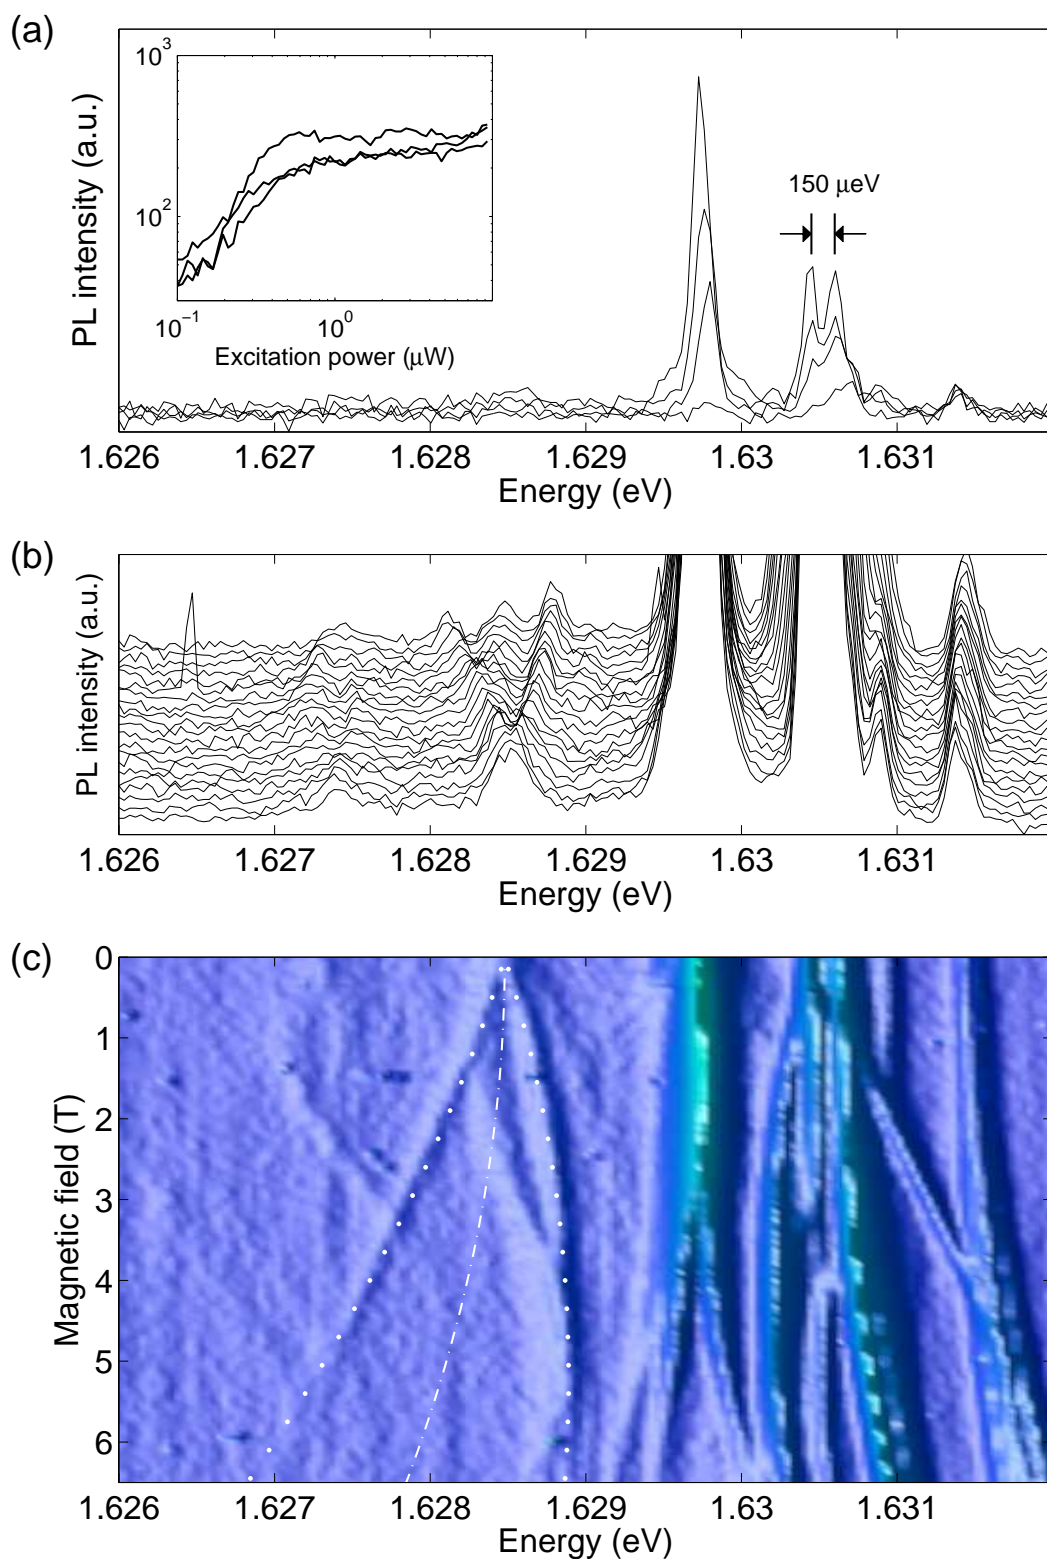 (a)
PL intensity (a.u.)
10³
10²
10⁻¹ 10⁰
Excitation power (μW)
150 μeV
1.626 1.627 1.628 1.629 1.63 1.631
Energy (eV)
(b)
PL intensity (a.u.)
1.626 1.627 1.628 1.629 1.63 1.631
Energy (eV)
(c)
Magnetic field (T)
0
1
2
3
4
5
6
1.626 1.627 1.628 1.629 1.63 1.631
Energy (eV)